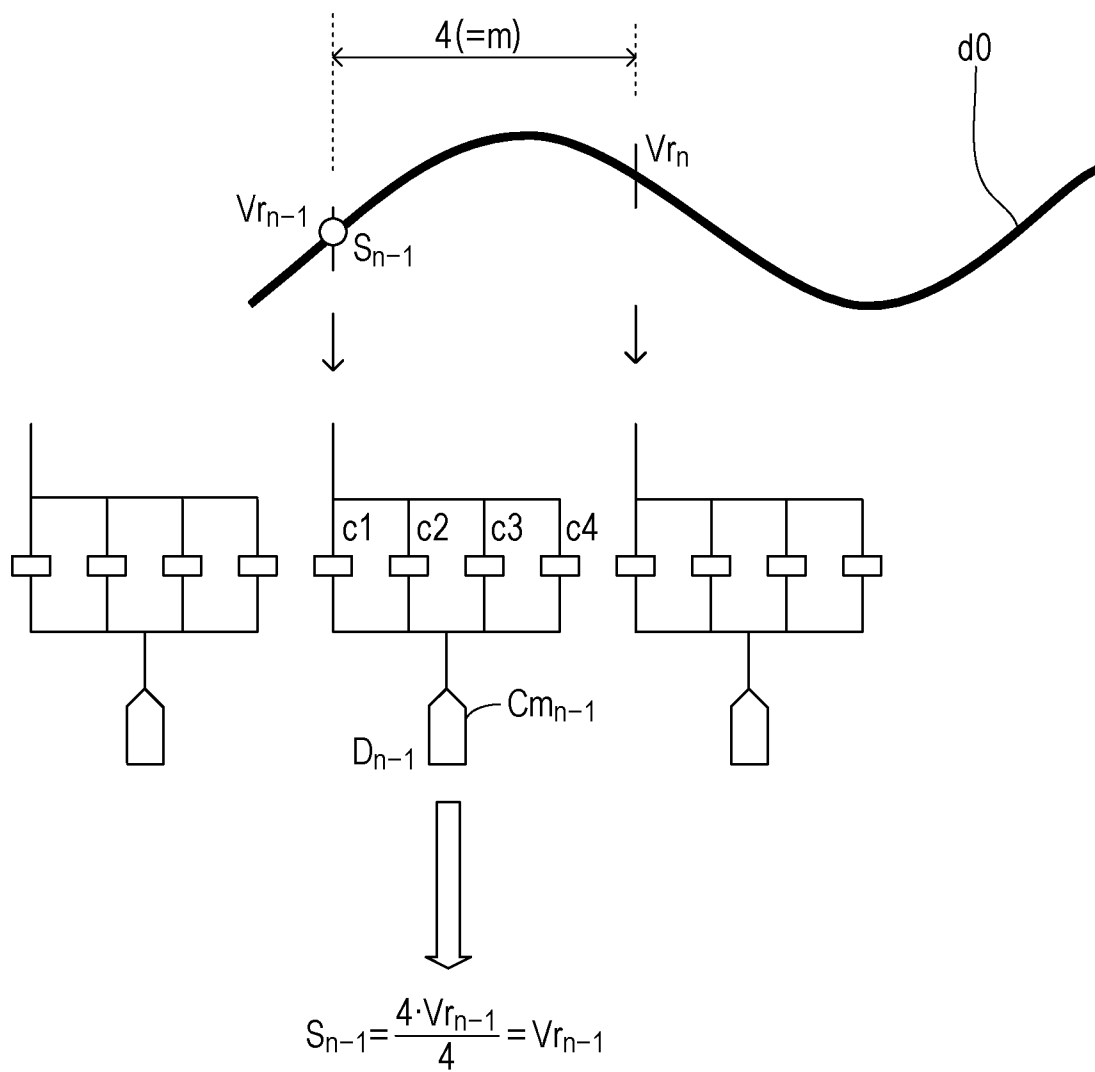 4(=m)
d0
Vrₙ
Vrₙ₋₁
Sₙ₋₁
c1 c2 c3 c4
Cmₙ₋₁
Dₙ₋₁
Sₙ₋₁ = 4·Vrₙ₋₁ / 4 = Vrₙ₋₁